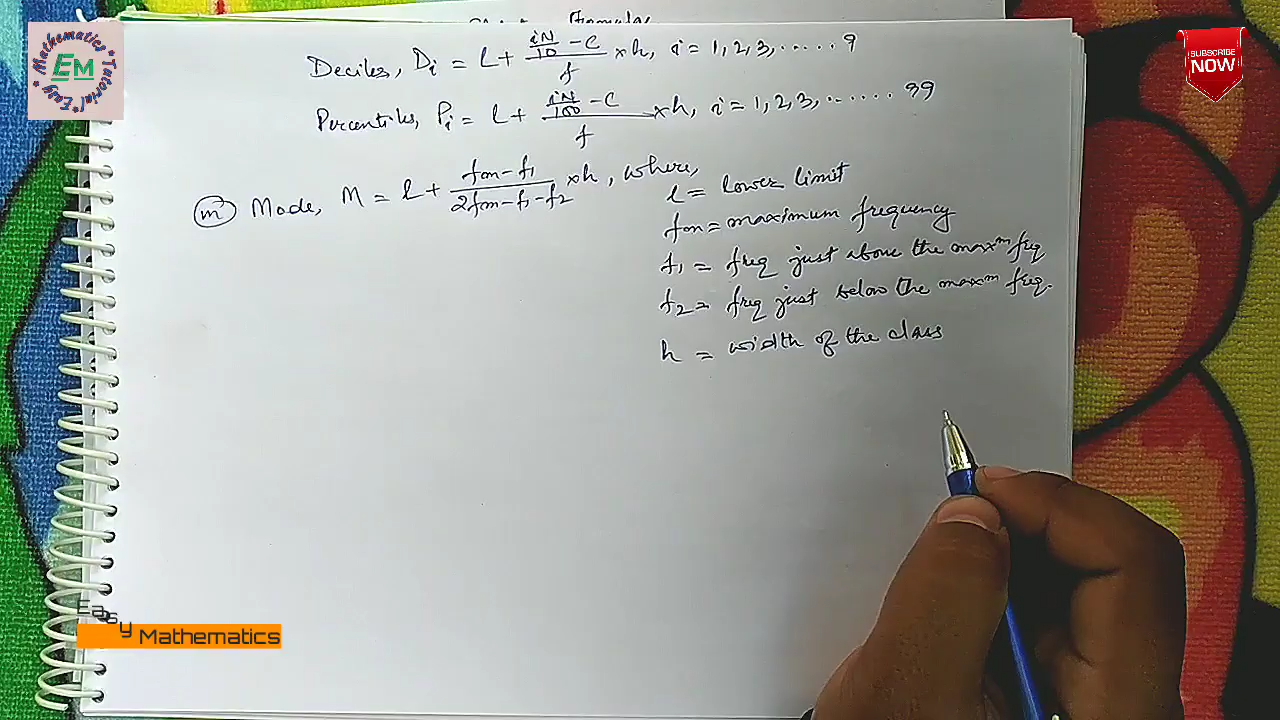 Formulas
Deciles, Di = l + (iN/10 - C)/f × h, i = 1, 2, 3, ..... 9
Percentiles, Pi = l + (iN/100 - C)/f × h, i = 1, 2, 3, ....... 99
(m) Mode, M = l + (fm - f1)/(2fm - f1 - f2) × h, where,
l = lower limit
fm = maximum frequency
f1 = freq just above the maxm freq
f2 = freq just below the maxm freq.
h = width of the class
Mathematics
EM
Easy Tutorial
SUBSCRIBE
NOW
Easy
Mathematics